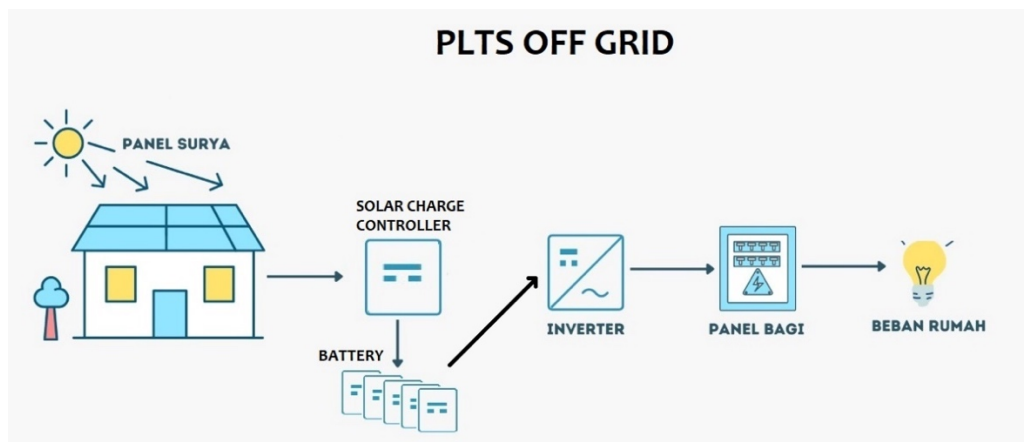 PLTS OFF GRID
PANEL SURYA
SOLAR CHARGE
CONTROLLER
BATTERY
INVERTER
PANEL BAGI
BEBAN RUMAH